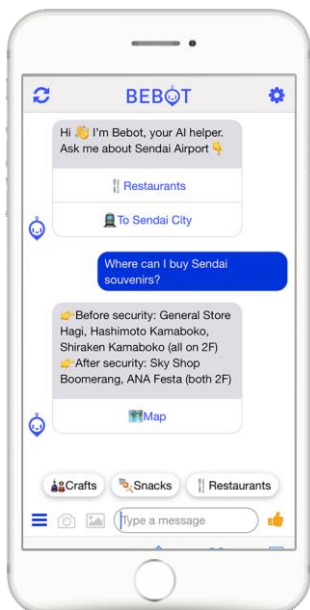 BEBOT
Hi 👋 I'm Bebot, your AI helper.
Ask me about Sendai Airport 👇
🍴Restaurants
🚊To Sendai City
Where can I buy Sendai
souvenirs?
👉Before security: General Store
Hagi, Hashimoto Kamaboko,
Shiraken Kamaboko (all on 2F)
👉After security: Sky Shop
Boomerang, ANA Festa (both 2F)
🗺Map
🎎Crafts
🍡Snacks
🍴Restaurants
Type a message